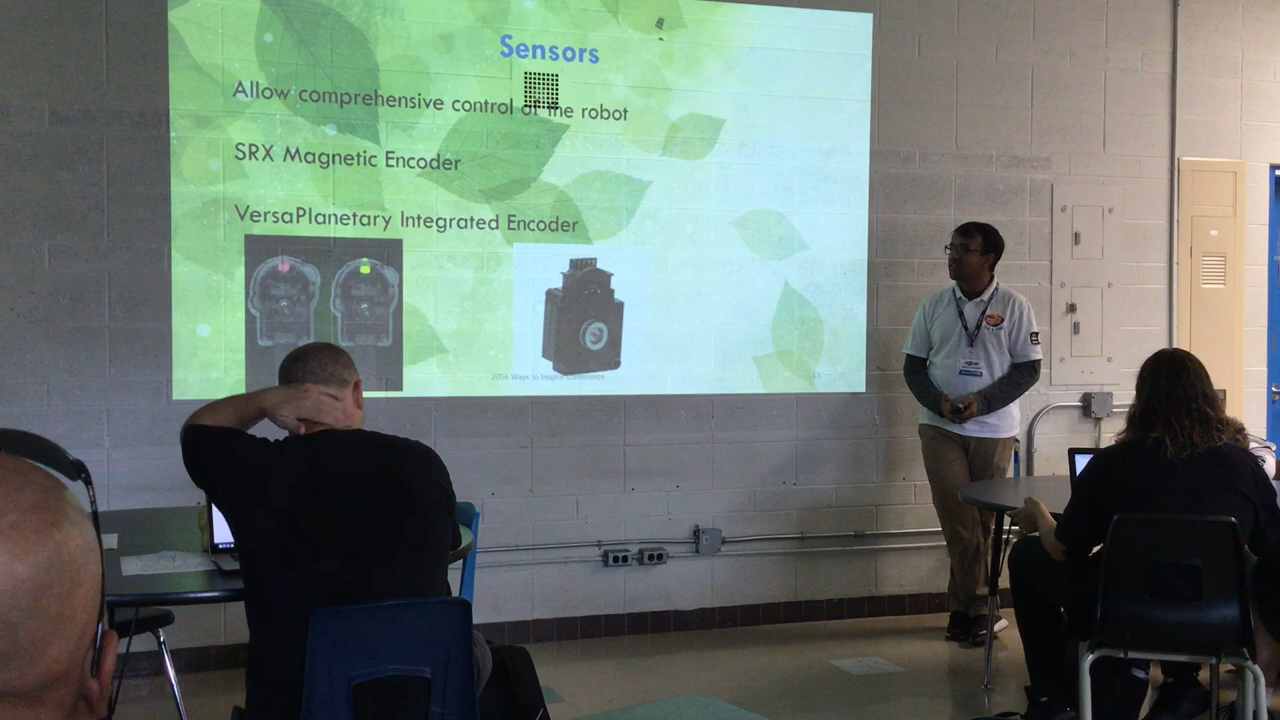 Sensors
Allow comprehensive control of the robot
SRX Magnetic Encoder
VersaPlanetary Integrated Encoder
2056 Ways to Inspire Conference